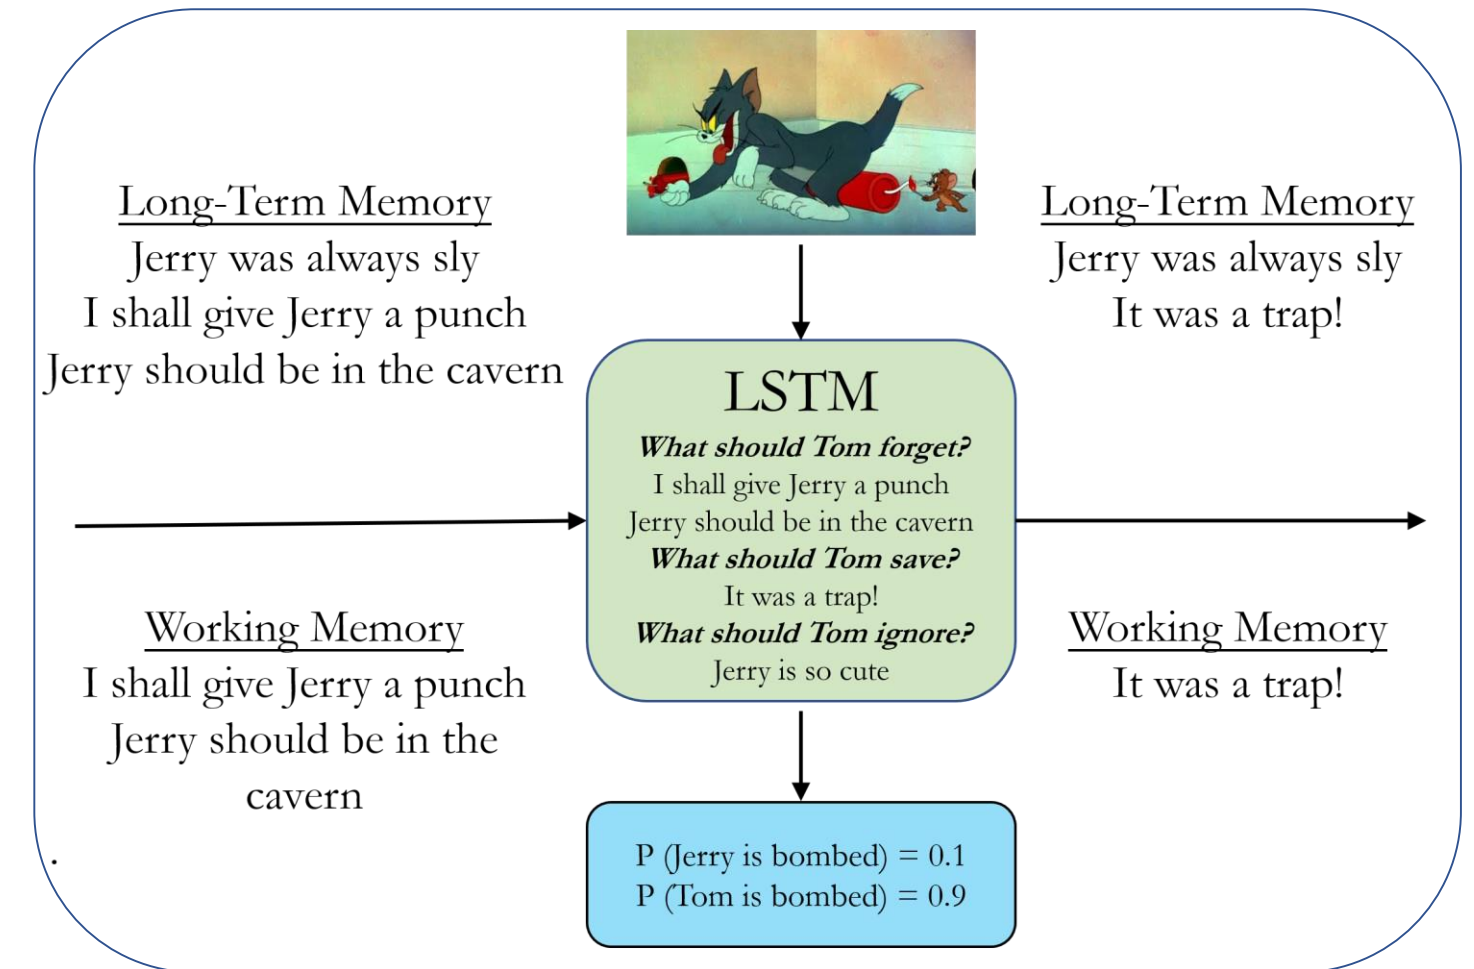 Long-Term Memory
Jerry was always sly
I shall give Jerry a punch
Jerry should be in the cavern
Working Memory
I shall give Jerry a punch
Jerry should be in the
cavern
.
LSTM
What should Tom forget?
I shall give Jerry a punch
Jerry should be in the cavern
What should Tom save?
It was a trap!
What should Tom ignore?
Jerry is so cute
P (Jerry is bombed) = 0.1
P (Tom is bombed) = 0.9
Long-Term Memory
Jerry was always sly
It was a trap!
Working Memory
It was a trap!